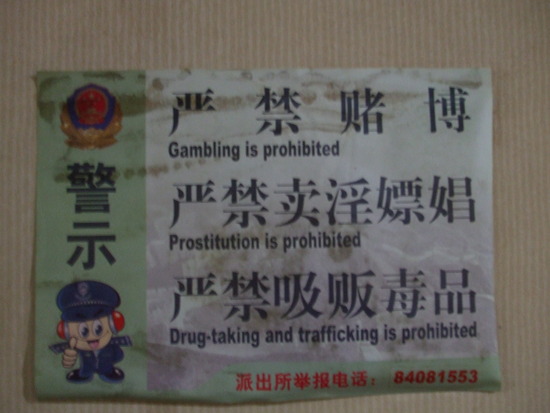 警示
严禁赌博
Gambling is prohibited
严禁卖淫嫖娼
Prostitution is prohibited
严禁吸贩毒品
Drug-taking and trafficking is prohibited
派出所举报电话：84081553